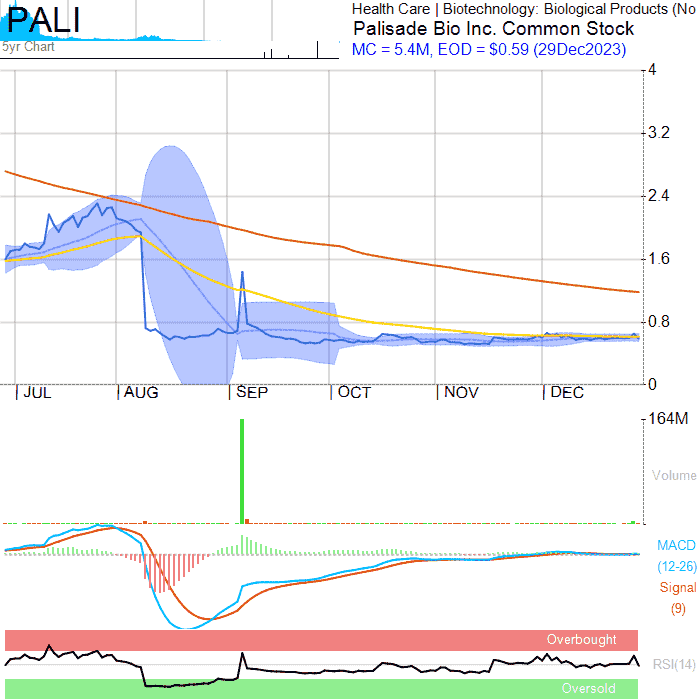 PALI
5yr Chart
Health Care | Biotechnology: Biological Products (No
Palisade Bio Inc. Common Stock
MC = 5.4M, EOD = $0.59 (29Dec2023)
4
3.2
2.4
1.6
0.8
0
JUL AUG SEP OCT NOV DEC
164M
Volume
MACD
(12-26)
Signal
(9)
Overbought
RSI(14)
Oversold